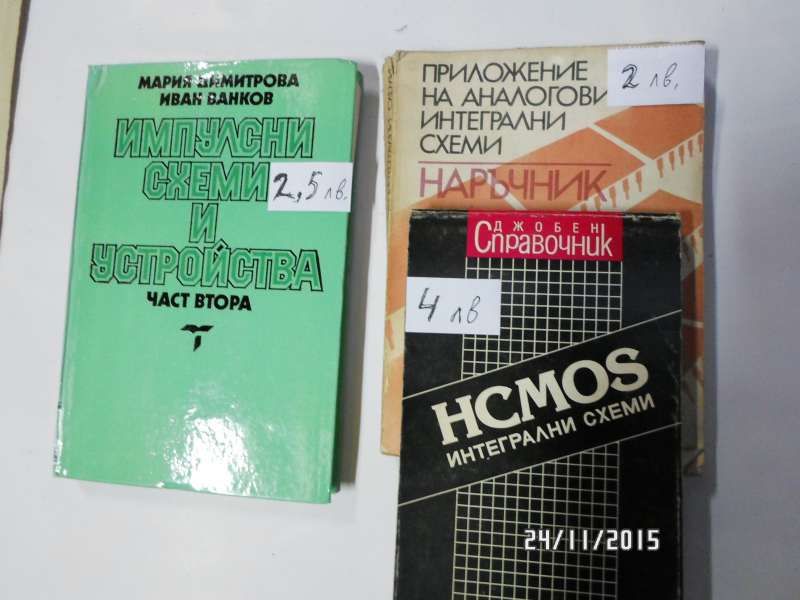 МАРИЯ ДИМИТРОВА
ИВАН ВАНКОВ
ИМПУЛСНИ
СХЕМИ
И
УСТРОЙСТВА
ЧАСТ ВТОРА
2,5 лв.
ПРИЛОЖЕНИЕ
НА АНАЛОГОВИ
ИНТЕГРАЛНИ
СХЕМИ
НАРЪЧНИК
2 лв.
ДЖОБЕН
Справочник
4 лв
HCMOS
ИНТЕГРАЛНИ СХЕМИ
24/11/2015